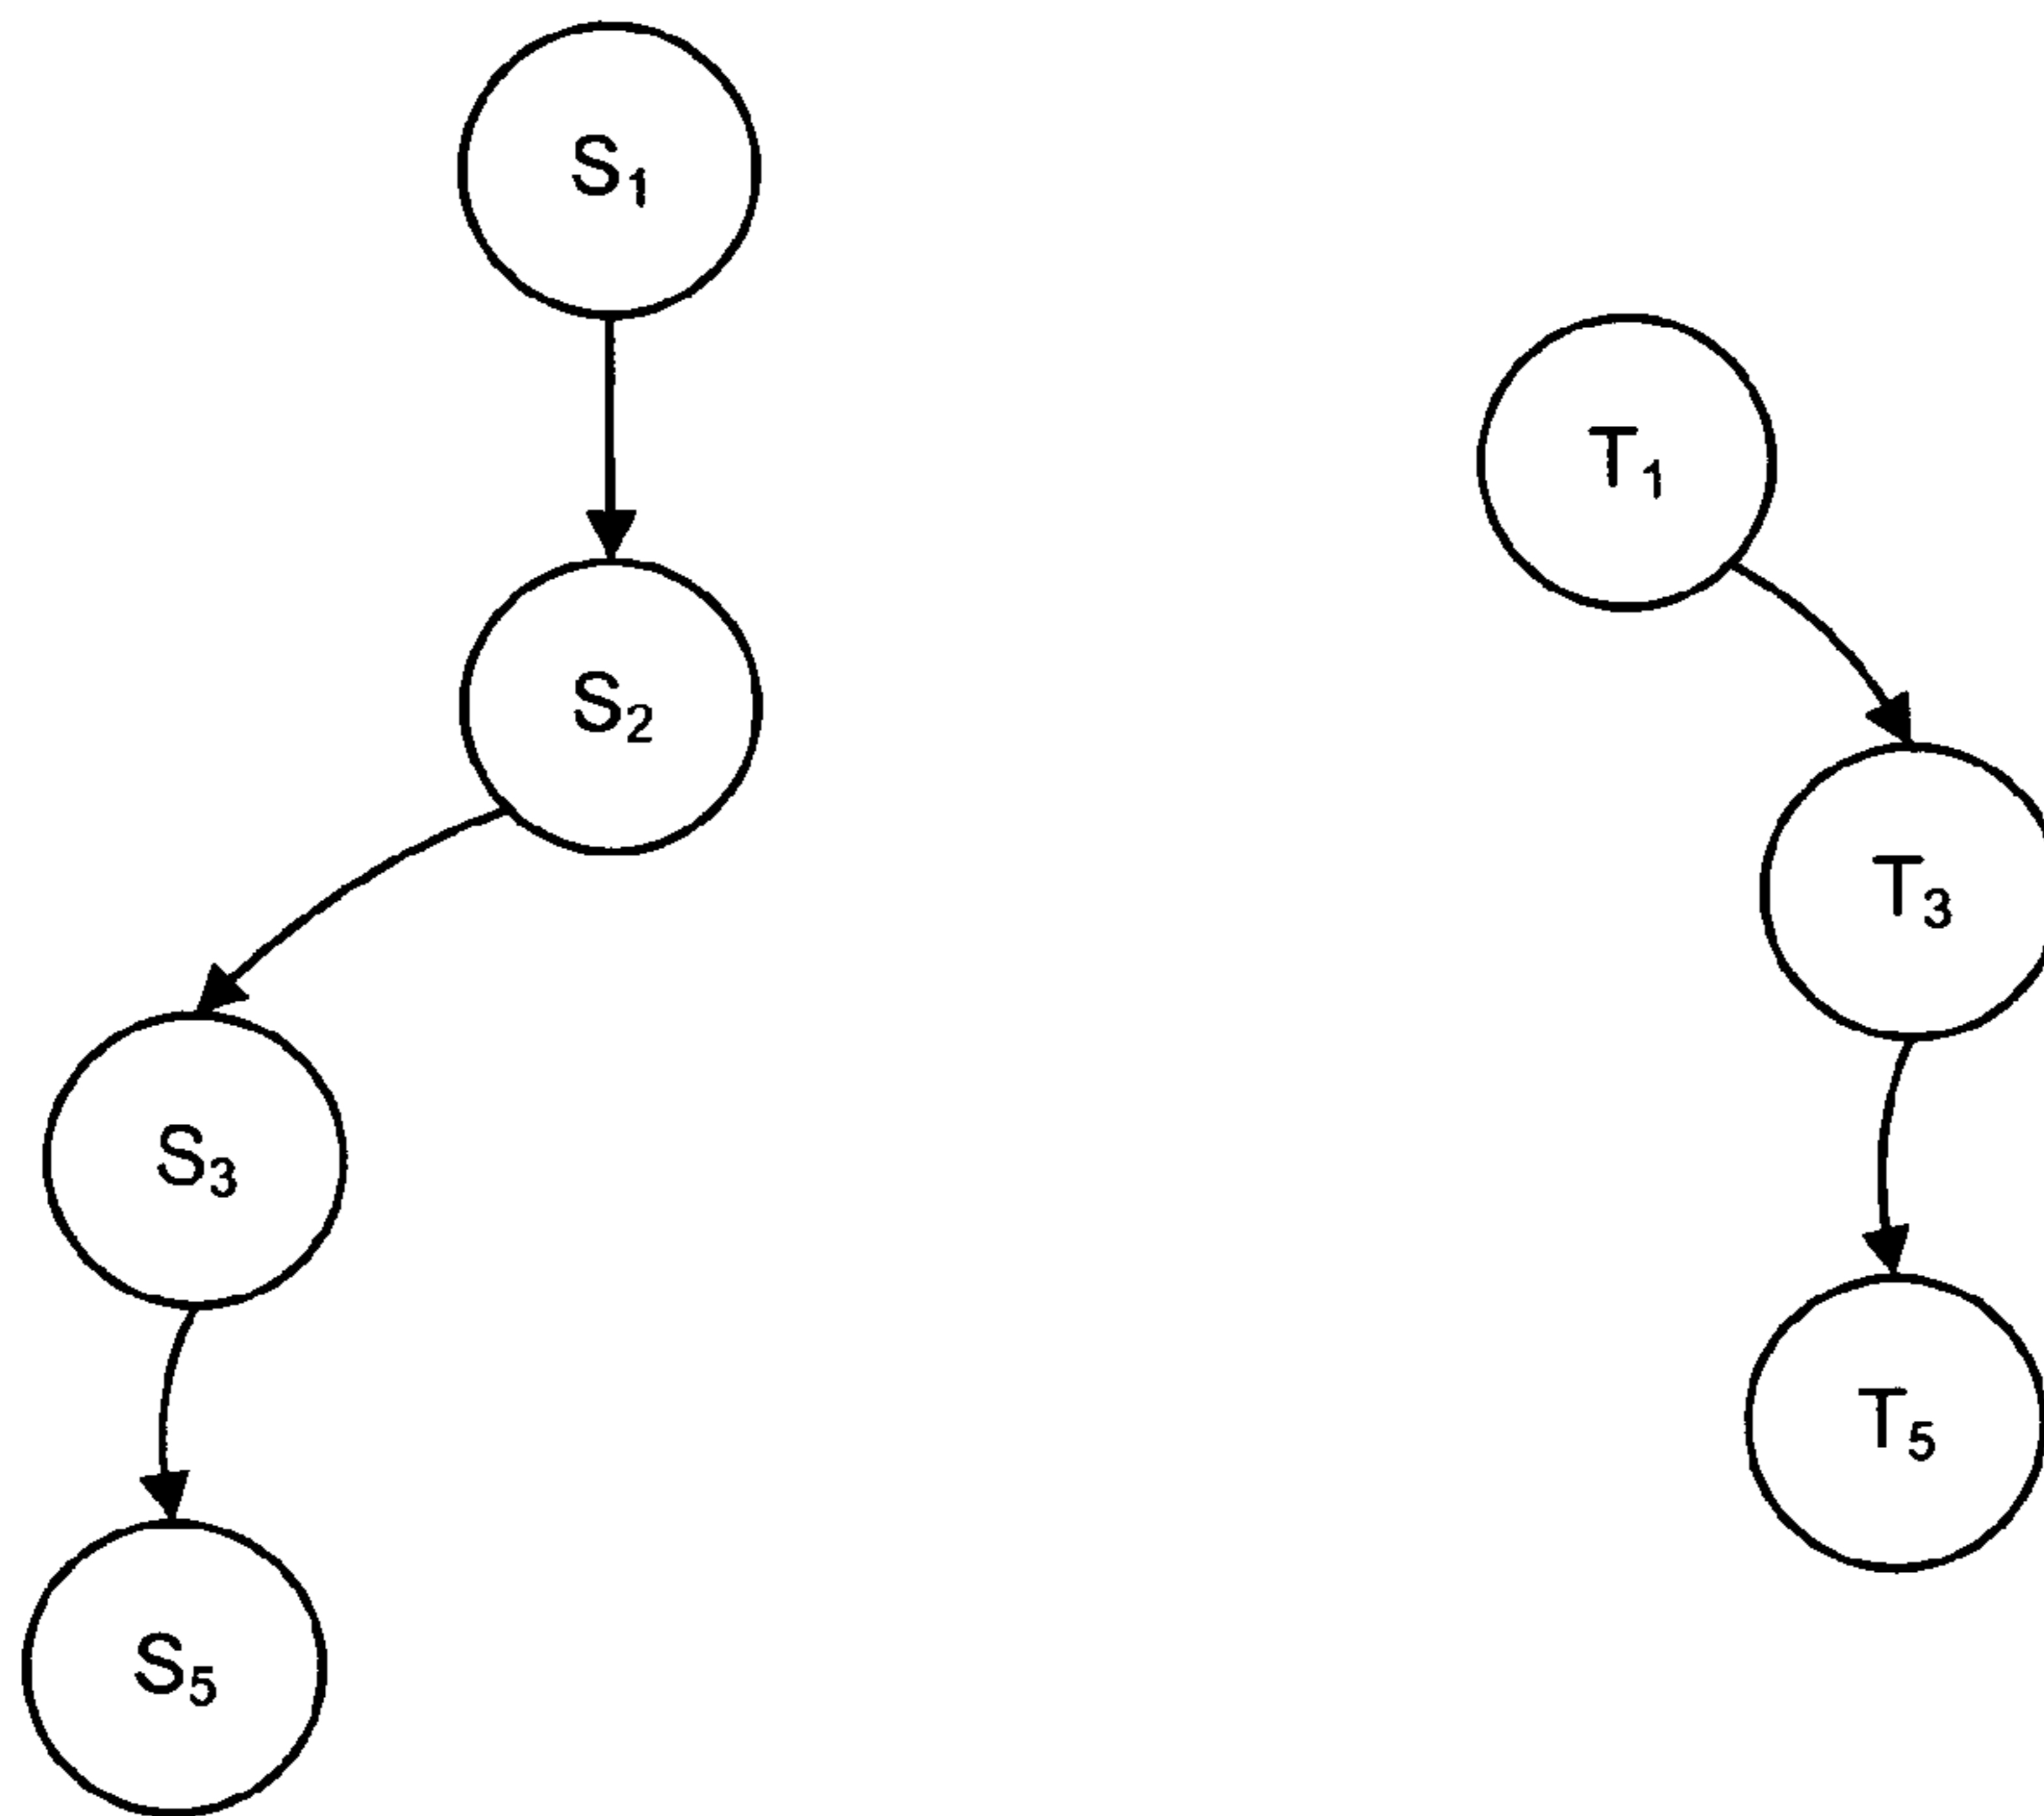 S₁
T₁
S₂
T₃
S₃
T₅
S₅